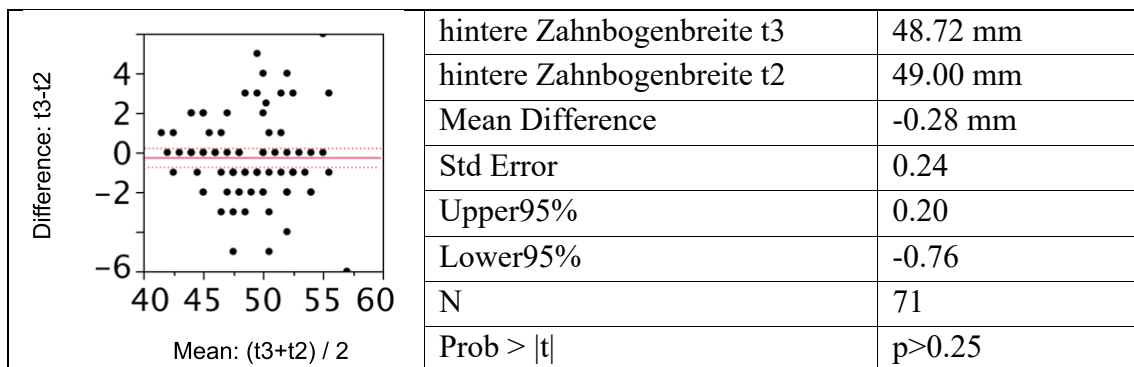 Difference: t3-t2
4
2
0
−2
−6
40 45 50 55 60
Mean: (t3+t2) / 2
hintere Zahnbogenbreite t3 48.72 mm
hintere Zahnbogenbreite t2 49.00 mm
Mean Difference -0.28 mm
Std Error 0.24
Upper95% 0.20
Lower95% -0.76
N 71
Prob > |t| p>0.25